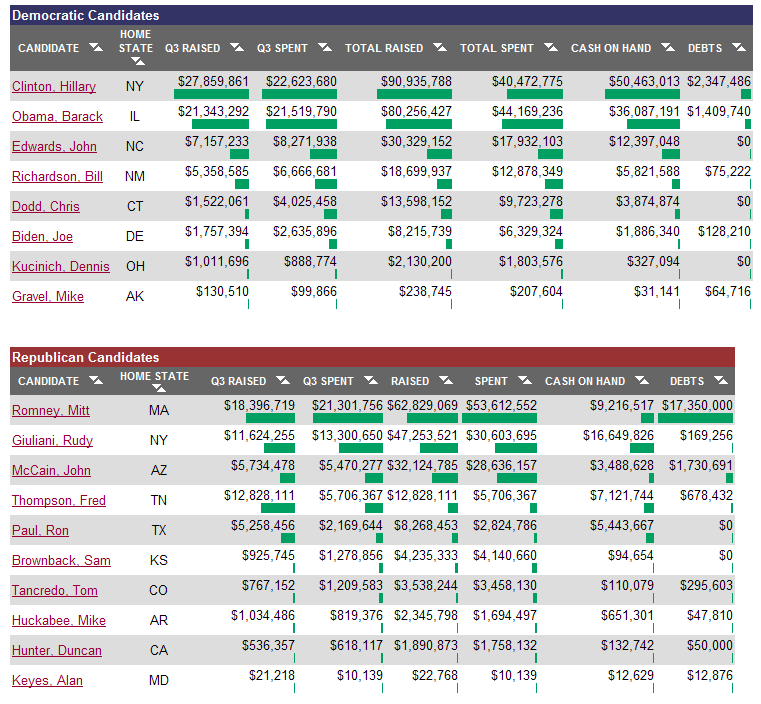 Democratic Candidates
CANDIDATE HOME STATE Q3 RAISED Q3 SPENT TOTAL RAISED TOTAL SPENT CASH ON HAND DEBTS
Clinton, Hillary NY $27,859,861 $22,623,680 $90,935,788 $40,472,775 $50,463,013 $2,347,486
Obama, Barack IL $21,343,292 $21,519,790 $80,256,427 $44,169,236 $36,087,191 $1,409,740
Edwards, John NC $7,157,233 $8,271,938 $30,329,152 $17,932,103 $12,397,048 $0
Richardson, Bill NM $5,358,585 $6,666,681 $18,699,937 $12,878,349 $5,821,588 $75,222
Dodd, Chris CT $1,522,061 $4,025,458 $13,598,152 $9,723,278 $3,874,874 $0
Biden, Joe DE $1,757,394 $2,635,896 $8,215,739 $6,329,324 $1,886,340 $128,210
Kucinich, Dennis OH $1,011,696 $888,774 $2,130,200 $1,803,576 $327,094 $0
Gravel, Mike AK $130,510 $99,866 $238,745 $207,604 $31,141 $64,716
Republican Candidates
CANDIDATE HOME STATE Q3 RAISED Q3 SPENT RAISED SPENT CASH ON HAND DEBTS
Romney, Mitt MA $18,396,719 $21,301,756 $62,829,069 $53,612,552 $9,216,517 $17,350,000
Giuliani, Rudy NY $11,624,255 $13,300,650 $47,253,521 $30,603,695 $16,649,826 $169,256
McCain, John AZ $5,734,478 $5,470,277 $32,124,785 $28,636,157 $3,488,628 $1,730,691
Thompson, Fred TN $12,828,111 $5,706,367 $12,828,111 $5,706,367 $7,121,744 $678,432
Paul, Ron TX $5,258,456 $2,169,644 $8,268,453 $2,824,786 $5,443,667 $0
Brownback, Sam KS $925,745 $1,278,856 $4,235,333 $4,140,660 $94,654 $0
Tancredo, Tom CO $767,152 $1,209,583 $3,538,244 $3,458,130 $110,079 $295,603
Huckabee, Mike AR $1,034,486 $819,376 $2,345,798 $1,694,497 $651,301 $47,810
Hunter, Duncan CA $536,357 $618,117 $1,890,873 $1,758,132 $132,742 $50,000
Keyes, Alan MD $21,218 $10,139 $22,768 $10,139 $12,629 $12,876